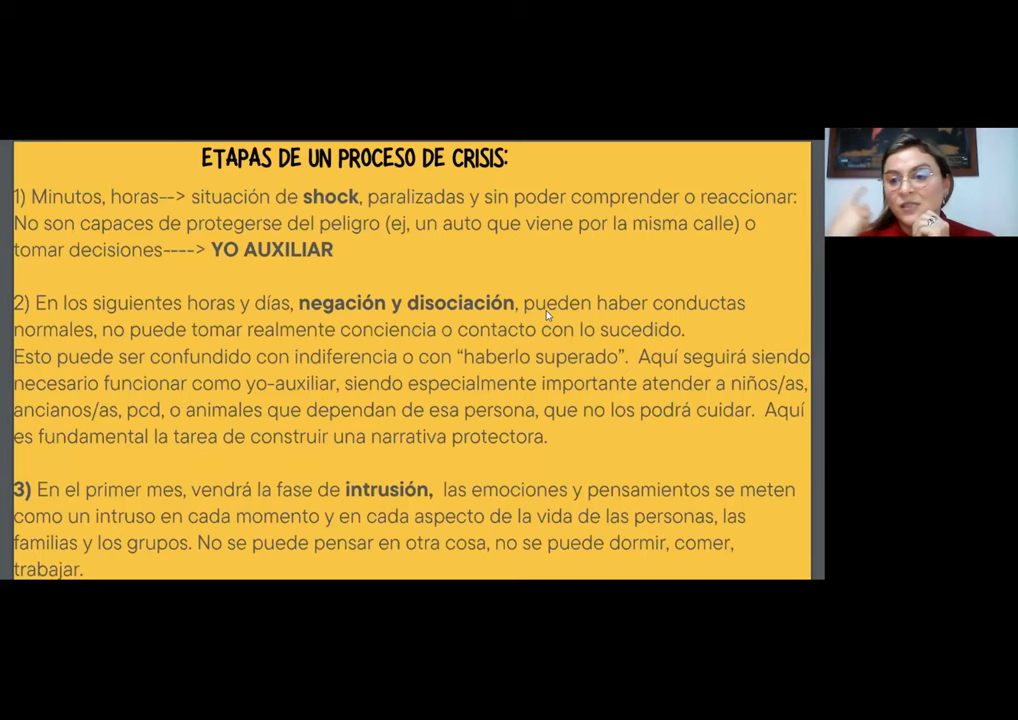 ETAPAS DE UN PROCESO DE CRISIS:
1) Minutos, horas--> situación de shock, paralizadas y sin poder comprender o reaccionar:
No son capaces de protegerse del peligro (ej, un auto que viene por la misma calle) o
tomar decisiones----> YO AUXILIAR
2) En los siguientes horas y días, negación y disociación, pueden haber conductas
normales, no puede tomar realmente conciencia o contacto con lo sucedido.
Esto puede ser confundido con indiferencia o con “haberlo superado”. Aquí seguirá siendo
necesario funcionar como yo-auxiliar, siendo especialmente importante atender a niños/as,
ancianos/as, pcd, o animales que dependan de esa persona, que no los podrá cuidar. Aquí
es fundamental la tarea de construir una narrativa protectora.
3) En el primer mes, vendrá la fase de intrusión, las emociones y pensamientos se meten
como un intruso en cada momento y en cada aspecto de la vida de las personas, las
familias y los grupos. No se puede pensar en otra cosa, no se puede dormir, comer,
trabajar.